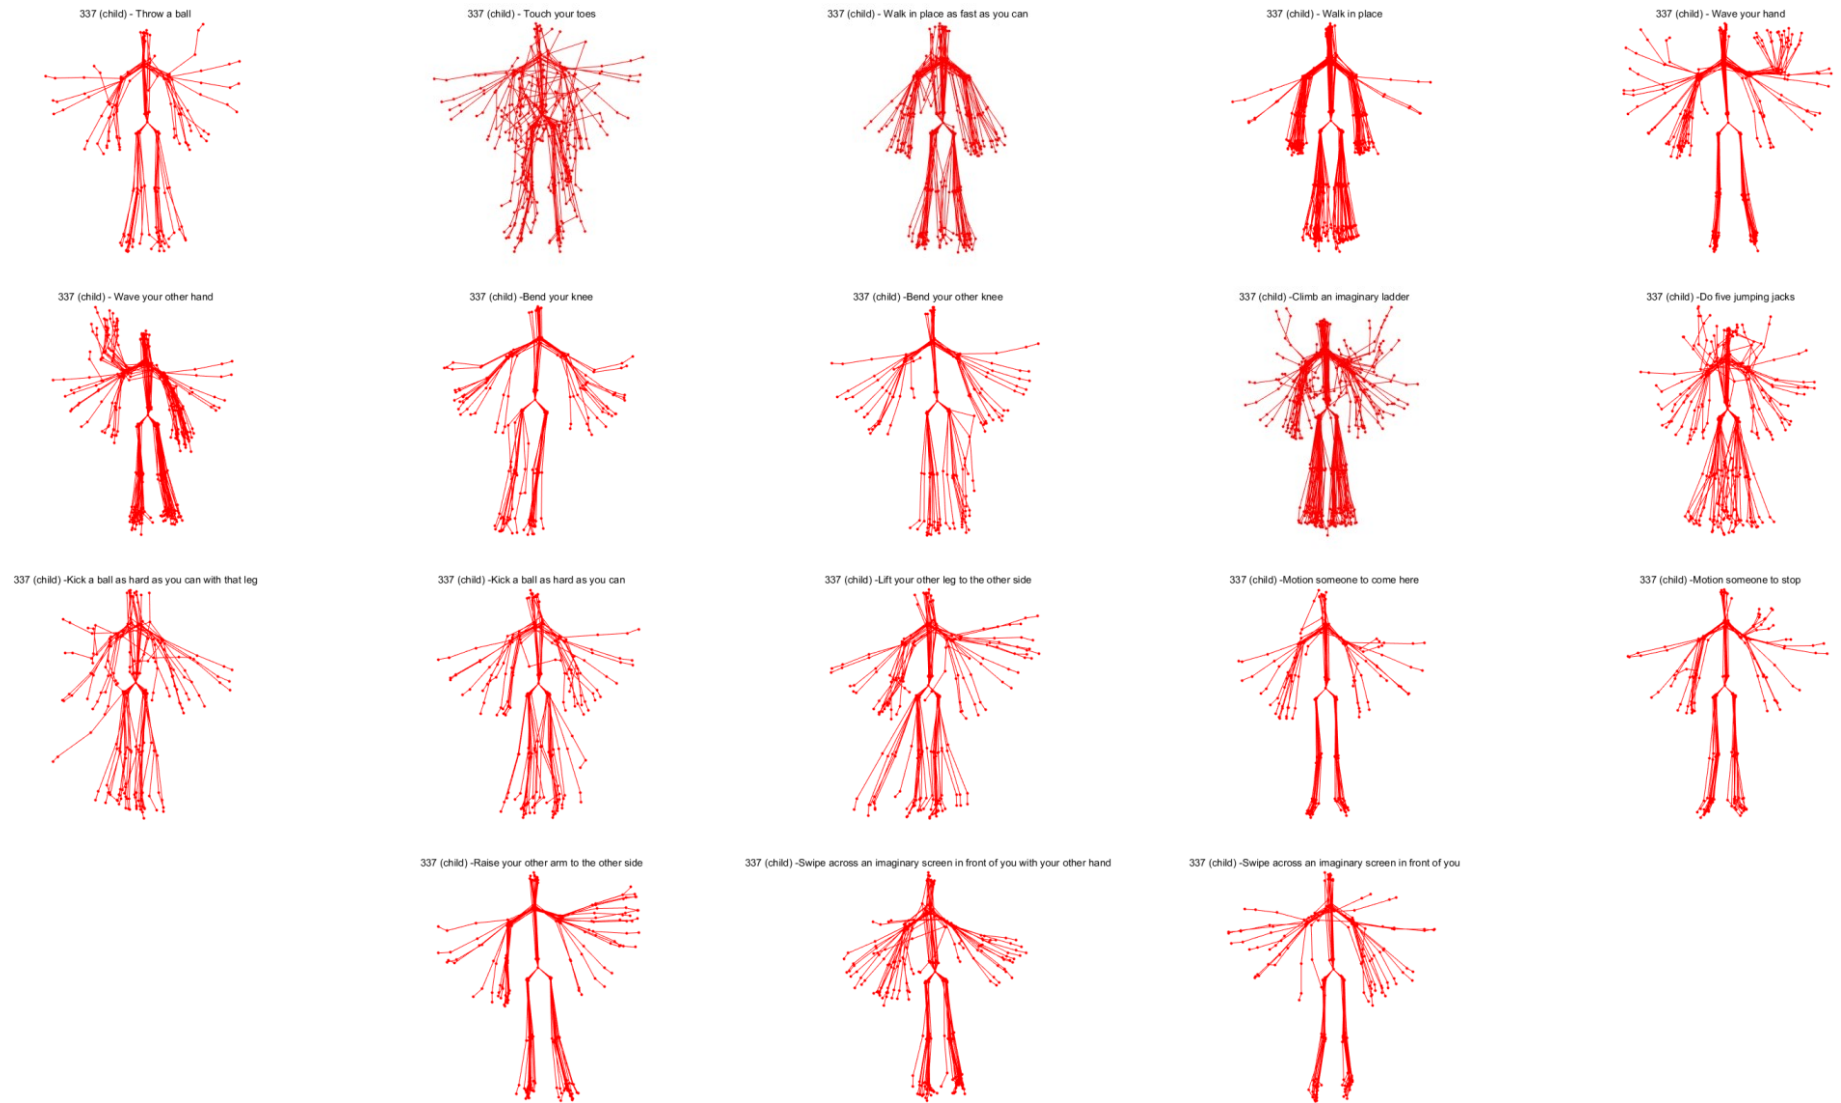 337 (child) - Throw a ball
337 (child) - Touch your toes
337 (child) - Walk in place as fast as you can
337 (child) - Walk in place
337 (child) - Wave your hand
337 (child) - Wave your other hand
337 (child) -Bend your knee
337 (child) -Bend your other knee
337 (child) -Climb an imaginary ladder
337 (child) -Do five jumping jacks
337 (child) -Kick a ball as hard as you can with that leg
337 (child) -Kick a ball as hard as you can
337 (child) -Lift your other leg to the other side
337 (child) -Motion someone to come here
337 (child) -Motion someone to stop
337 (child) -Raise your other arm to the other side
337 (child) -Swipe across an imaginary screen in front of you with your other hand
337 (child) -Swipe across an imaginary screen in front of you